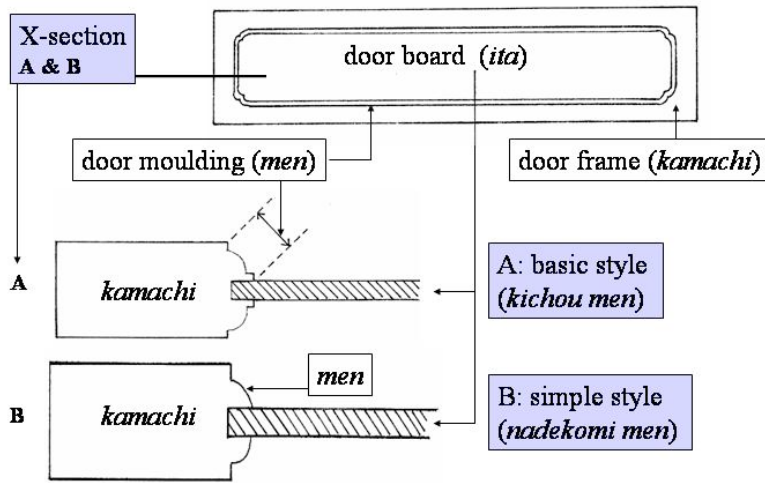 X-section
A & B
door board (ita)
door moulding (men)
door frame (kamachi)
A
kamachi
A: basic style
(kichou men)
men
B
kamachi
B: simple style
(nadekomi men)